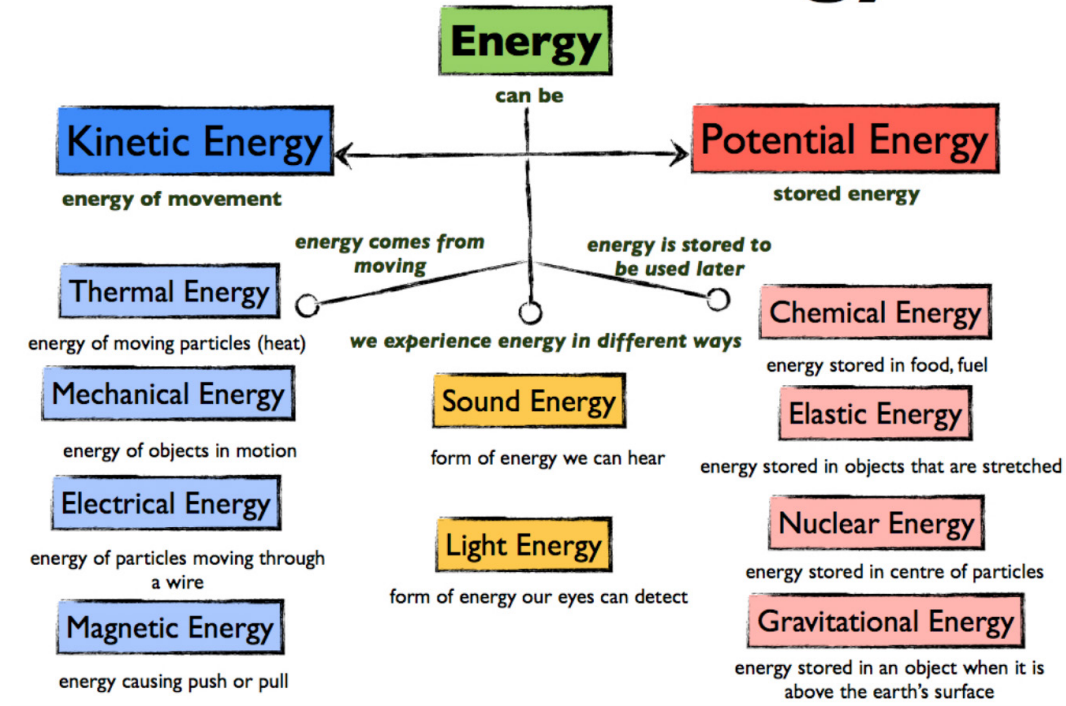 Energy
can be
Kinetic Energy
energy of movement
Potential Energy
stored energy
energy comes from
moving
energy is stored to
be used later
we experience energy in different ways
Thermal Energy
energy of moving particles (heat)
Mechanical Energy
energy of objects in motion
Electrical Energy
energy of particles moving through
a wire
Magnetic Energy
energy causing push or pull
Sound Energy
form of energy we can hear
Light Energy
form of energy our eyes can detect
Chemical Energy
energy stored in food, fuel
Elastic Energy
energy stored in objects that are stretched
Nuclear Energy
energy stored in centre of particles
Gravitational Energy
energy stored in an object when it is
above the earth's surface